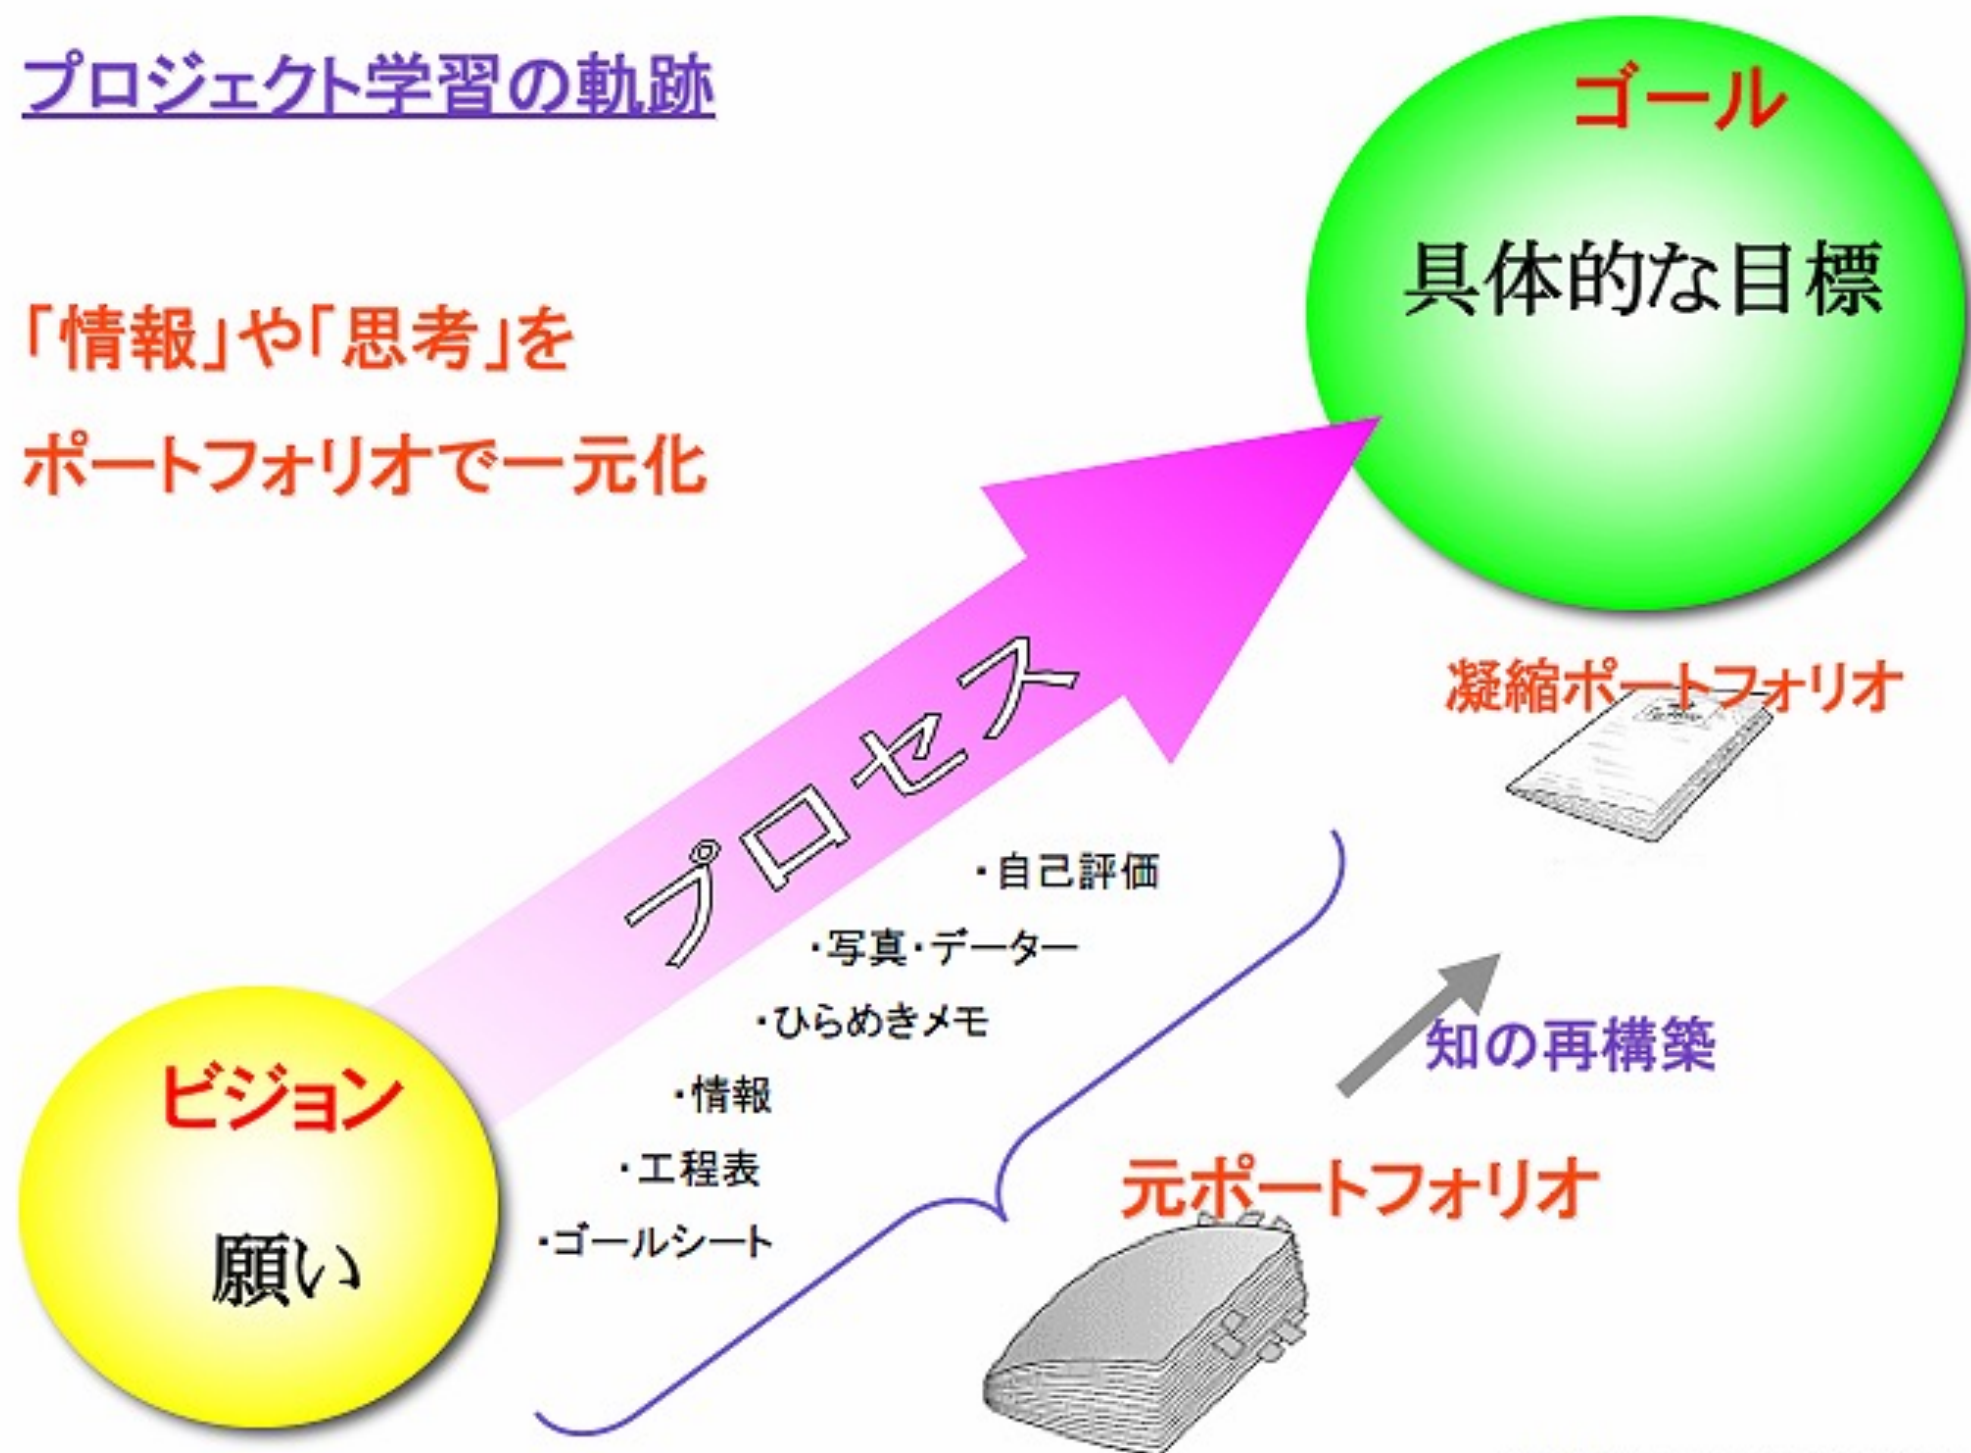 プロジェクト学習の軌跡
「情報」や「思考」を
ポートフォリオで一元化
ゴール
具体的な目標
プロセス
凝縮ポートフォリオ
・自己評価
・写真・データー
・ひらめきメモ
・情報
・工程表
・ゴールシート
知の再構築
元ポートフォリオ
ビジョン
願い